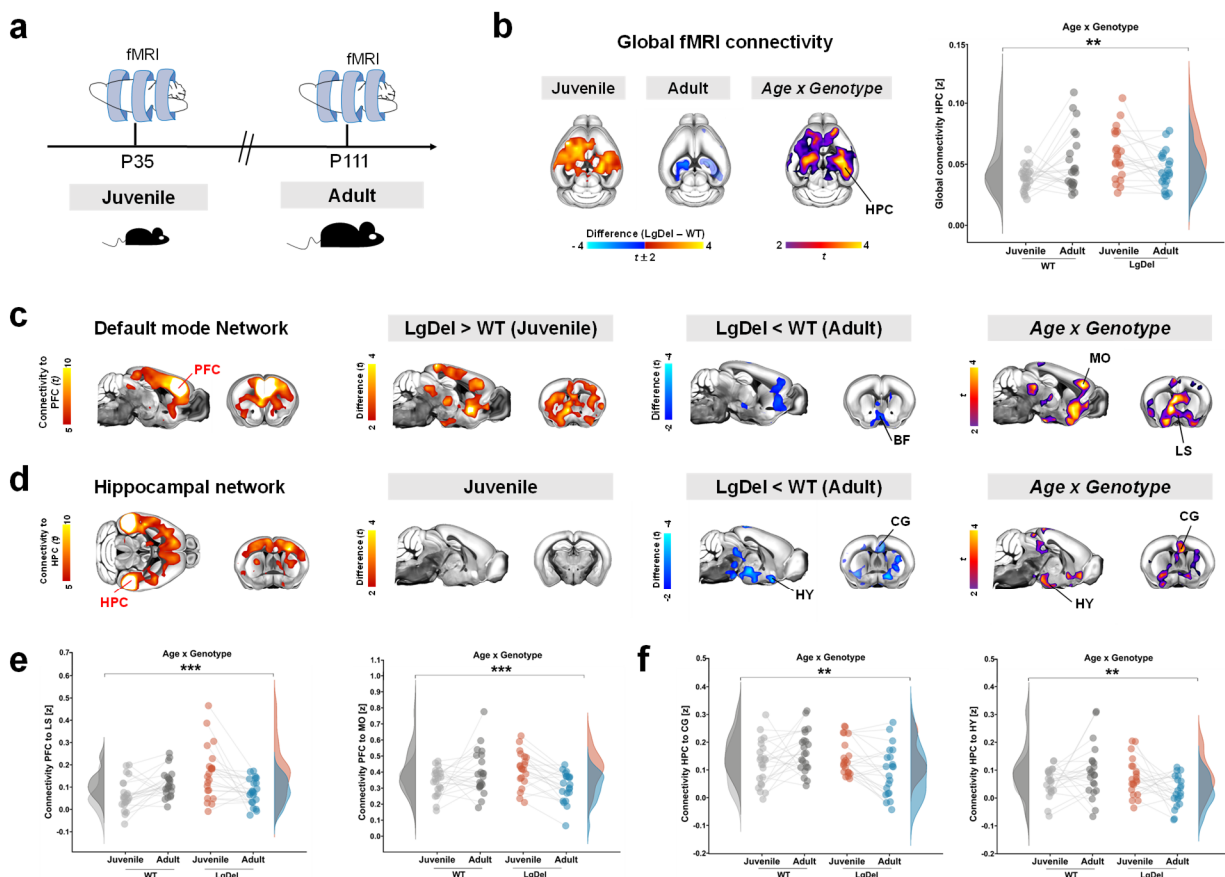 a
fMRI
fMRI
P35
P111
Juvenile
Adult
b
Global fMRI connectivity
Juvenile
Adult
Age x Genotype
HPC
Difference (LgDel – WT)
- 4
4
t ± 2
2
4
t
Age x Genotype
**
Global connectivity HPC [z]
0.15
0.10
0.05
0.00
Juvenile
Adult
Juvenile
Adult
WT
LgDel
c
Default mode Network
LgDel > WT (Juvenile)
LgDel < WT (Adult)
Age x Genotype
Connectivity to
PFC (t)
5
10
PFC
Difference (t)
2
4
Difference (t)
-2
-4
BF
t
2
4
MO
LS
d
Hippocampal network
Juvenile
LgDel < WT (Adult)
Age x Genotype
Connectivity to
HPC (t)
5
10
HPC
Difference (t)
2
4
Difference (t)
-2
-4
CG
HY
t
2
4
CG
HY
e
Age x Genotype
***
Connectivity PFC to LS [z]
0.7
0.6
0.5
0.4
0.3
0.2
0.1
0.0
-0.1
Juvenile
Adult
Juvenile
Adult
WT
LgDel
Age x Genotype
***
Connectivity PFC to MO [z]
1.1
1.0
0.9
0.8
0.7
0.6
0.5
0.4
0.3
0.2
0.1
0.0
Juvenile
Adult
Juvenile
Adult
WT
LgDel
f
Age x Genotype
**
Connectivity HPC to CG [z]
0.5
0.4
0.3
0.2
0.1
0.0
0.1
-0.2
Juvenile
Adult
Juvenile
Adult
WT
LgDel
Age x Genotype
**
Connectivity HPC to HY [z]
0.5
0.4
0.3
0.2
0.1
0.0
0.1
-0.2
Juvenile
Adult
Juvenile
Adult
WT
LgDel